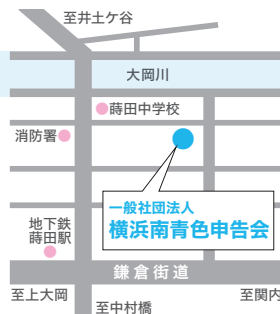 至井土ケ谷
大岡川
蒔田中学校
消防署
一般社団法人
横浜南青色申告会
地下鉄
蒔田駅
鎌倉街道
至上大岡
至中村橋
至関内